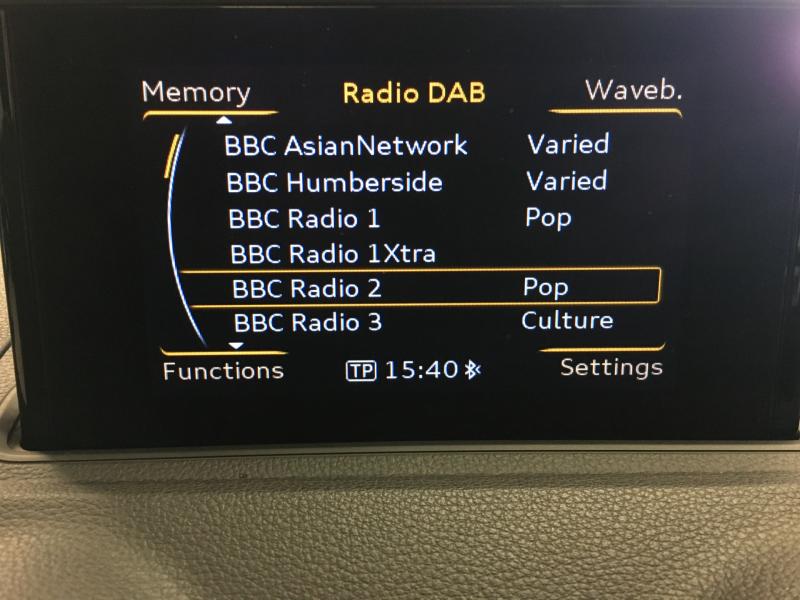 Memory Radio DAB Waveb.
BBC AsianNetwork Varied
BBC Humberside Varied
BBC Radio 1 Pop
BBC Radio 1Xtra
BBC Radio 2 Pop
BBC Radio 3 Culture
Functions TP 15:40 Settings